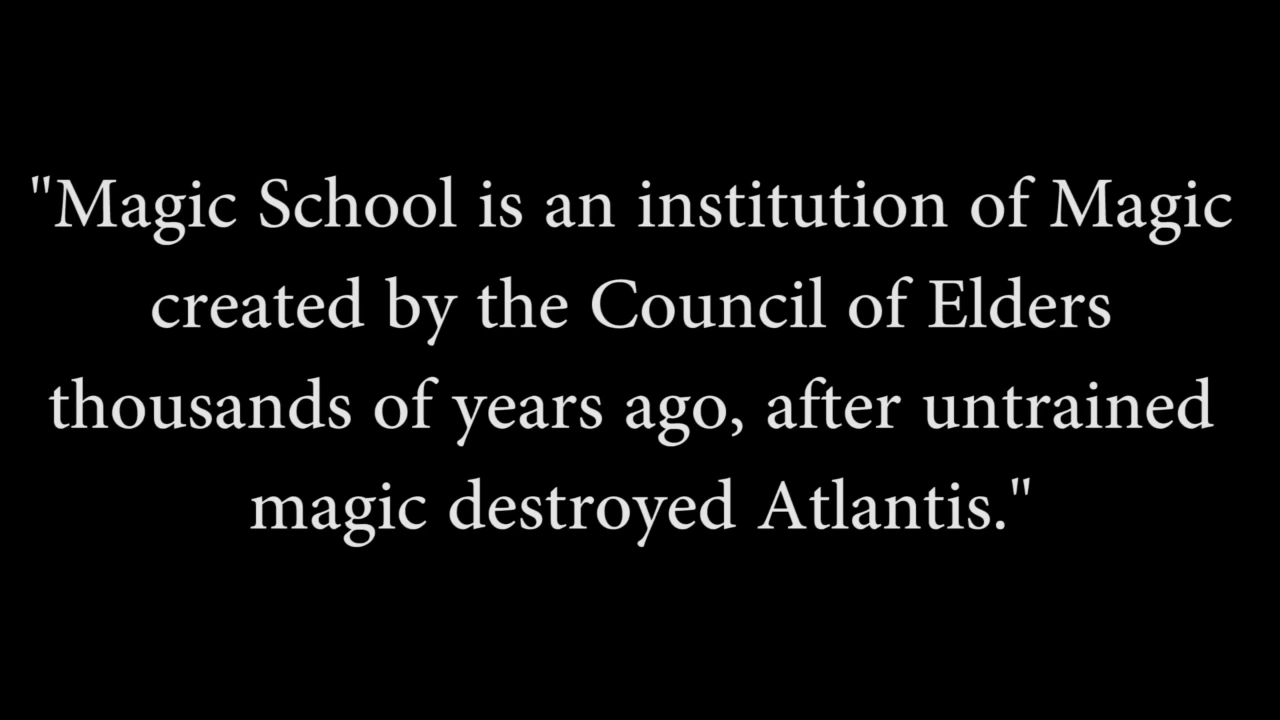 "Magic School is an institution of Magic
created by the Council of Elders
thousands of years ago, after untrained
magic destroyed Atlantis."